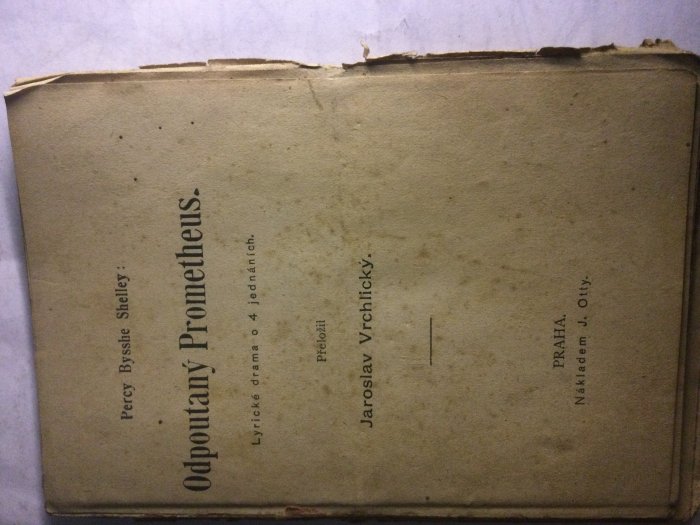 Percy Bysshe Shelley:
Odpoutaný Prometheus.
Lyrické drama o 4 jednáních.
Přeložil
Jaroslav Vrchlický.
PRAHA.
Nákladem J. Otty.